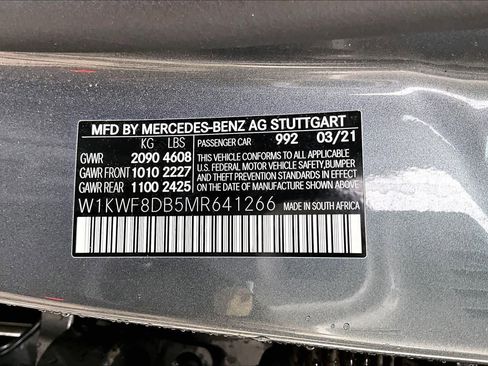 MFD BY MERCEDES-BENZ AG STUTTGART
KG LBS PASSENGER CAR 992 03/21
GVWR 2090 4608 THIS VEHICLE CONFORMS TO ALL APPLICABLE
GAWR FRONT 1010 2227 U.S. FEDERAL MOTOR VEHICLE SAFETY,BUMPER
GAWR REAR 1100 2425 AND THEFT PREVENTION STANDARDS IN EFFECT
ON THE DATE OF MANUFACTURE SHOWN ABOVE.
W1KWF8DB5MR641266 MADE IN SOUTH AFRICA